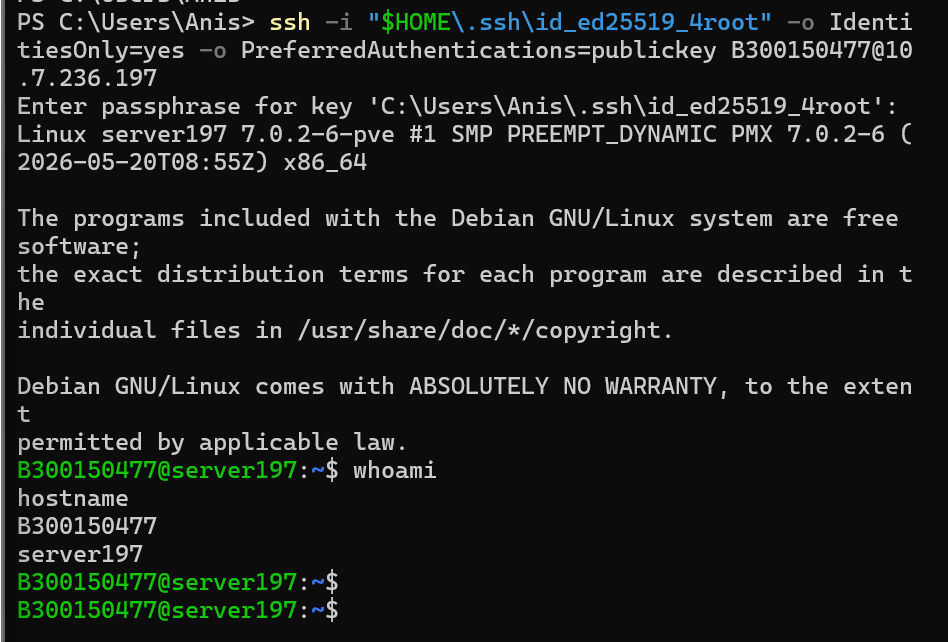 PS C:\Users\Anis>
PS C:\Users\Anis> ssh -i "$HOME\.ssh\id_ed25519_4root" -o Identi
tiesOnly=yes -o PreferredAuthentications=publickey B300150477@10
.7.236.197
Enter passphrase for key 'C:\Users\Anis\.ssh\id_ed25519_4root':
Linux server197 7.0.2-6-pve #1 SMP PREEMPT_DYNAMIC PMX 7.0.2-6 (
2026-05-20T08:55Z) x86_64
The programs included with the Debian GNU/Linux system are free
software;
the exact distribution terms for each program are described in t
he
individual files in /usr/share/doc/*/copyright.
Debian GNU/Linux comes with ABSOLUTELY NO WARRANTY, to the exten
t
permitted by applicable law.
B300150477@server197:~$ whoami
hostname
B300150477
server197
B300150477@server197:~$
B300150477@server197:~$